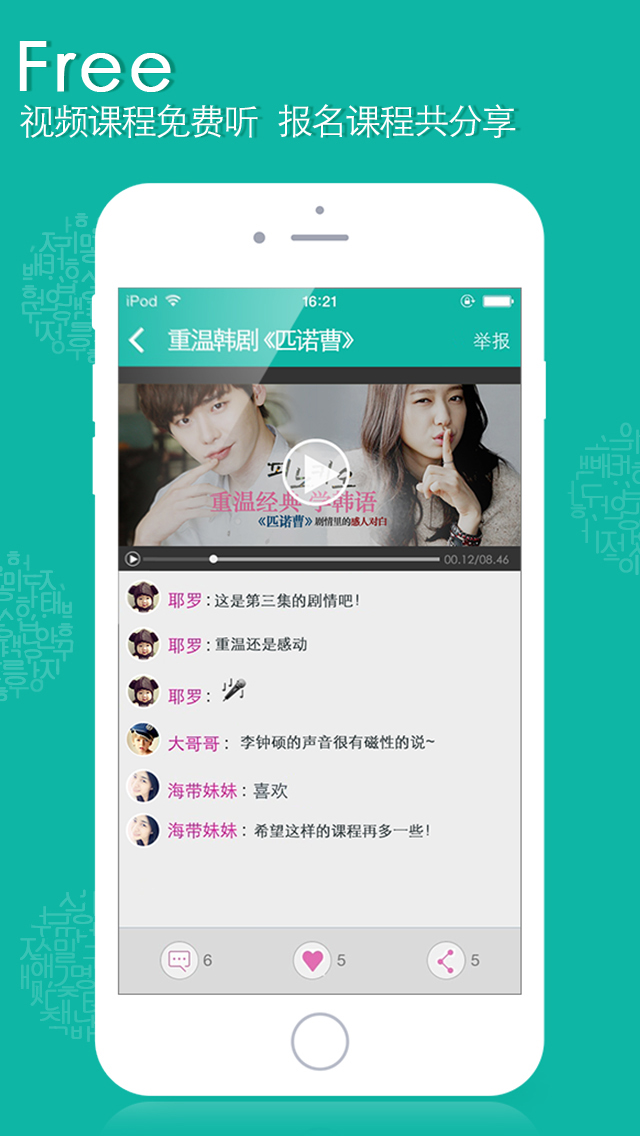 Free
视频课程免费听 报名课程共分享
iPod 16:21
重温韩剧《匹诺曹》 举报
피노키오
重温经典 学韩语
《匹诺曹》剧情里的感人对白
00.12/08.46
耶罗:这是第三集的剧情吧!
耶罗:重温还是感动
耶罗:
大哥哥: 李钟硕的声音很有磁性的说~
海带妹妹: 喜欢
海带妹妹: 希望这样的课程再多一些!
6 5 5